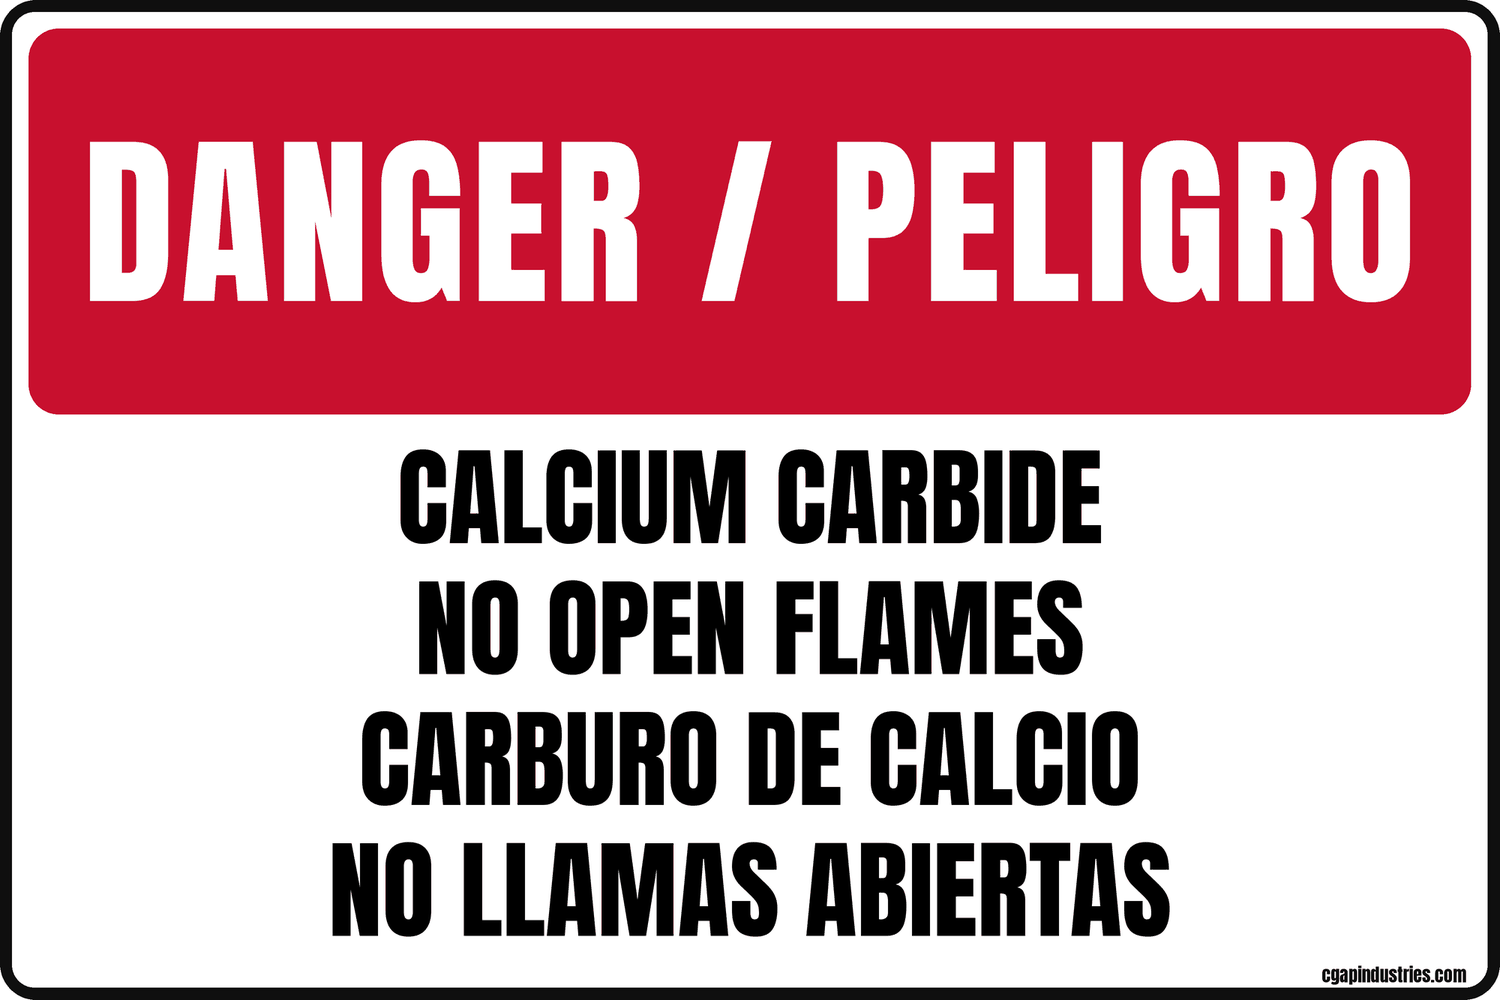 DANGER / PELIGRO
CALCIUM CARBIDE
NO OPEN FLAMES
CARBURO DE CALCIO
NO LLAMAS ABIERTAS
cgapindustries.com